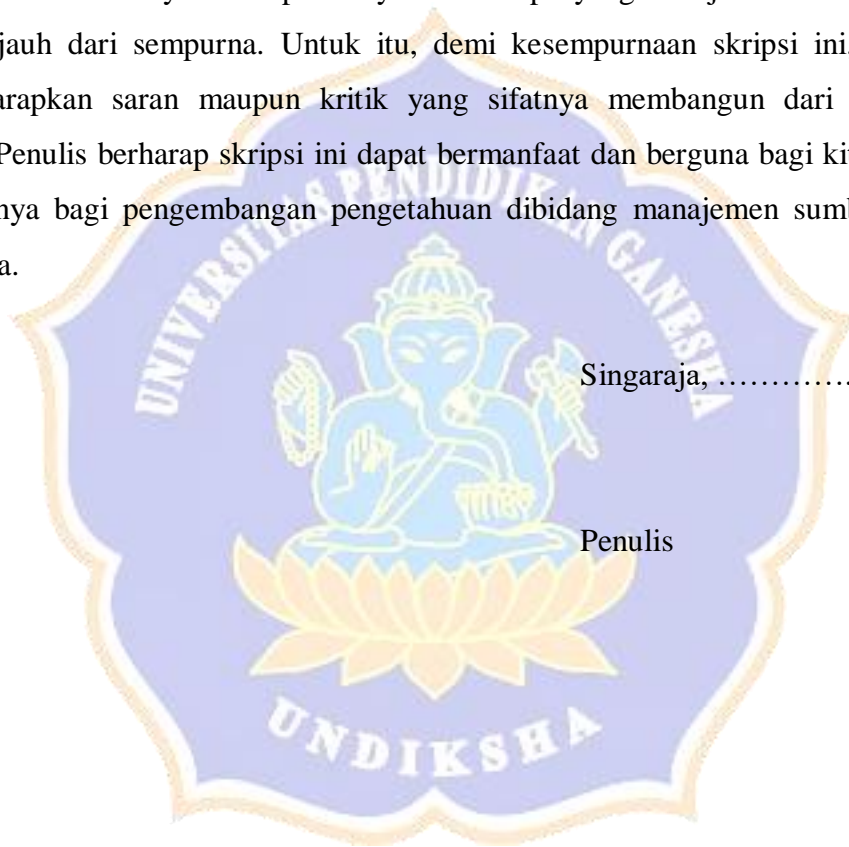 jauh dari sempurna. Untuk itu, demi kesempurnaan skripsi ini,
arapkan saran maupun kritik yang sifatnya membangun dari
Penulis berharap skripsi ini dapat bermanfaat dan berguna bagi
nya bagi pengembangan pengetahuan dibidang manajemen
a.
UNIVERSITAS PENDIDIKAN GANESHA
Singaraja, …………..
Penulis
UNDIKSHA